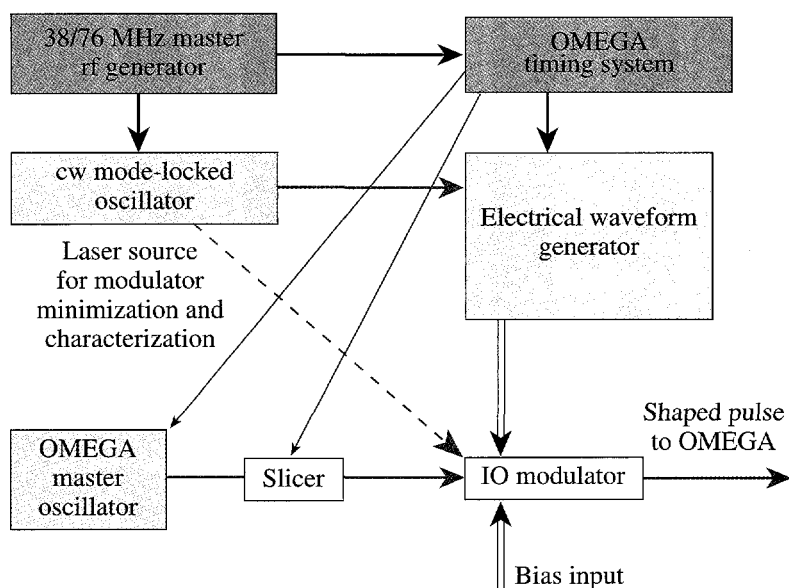 38/76 MHz master
rf generator
OMEGA
timing system
cw mode-locked
oscillator
Electrical waveform
generator
Laser source
for modulator
minimization and
characterization
Shaped pulse
to OMEGA
OMEGA
master
oscillator
Slicer
IO modulator
Bias input